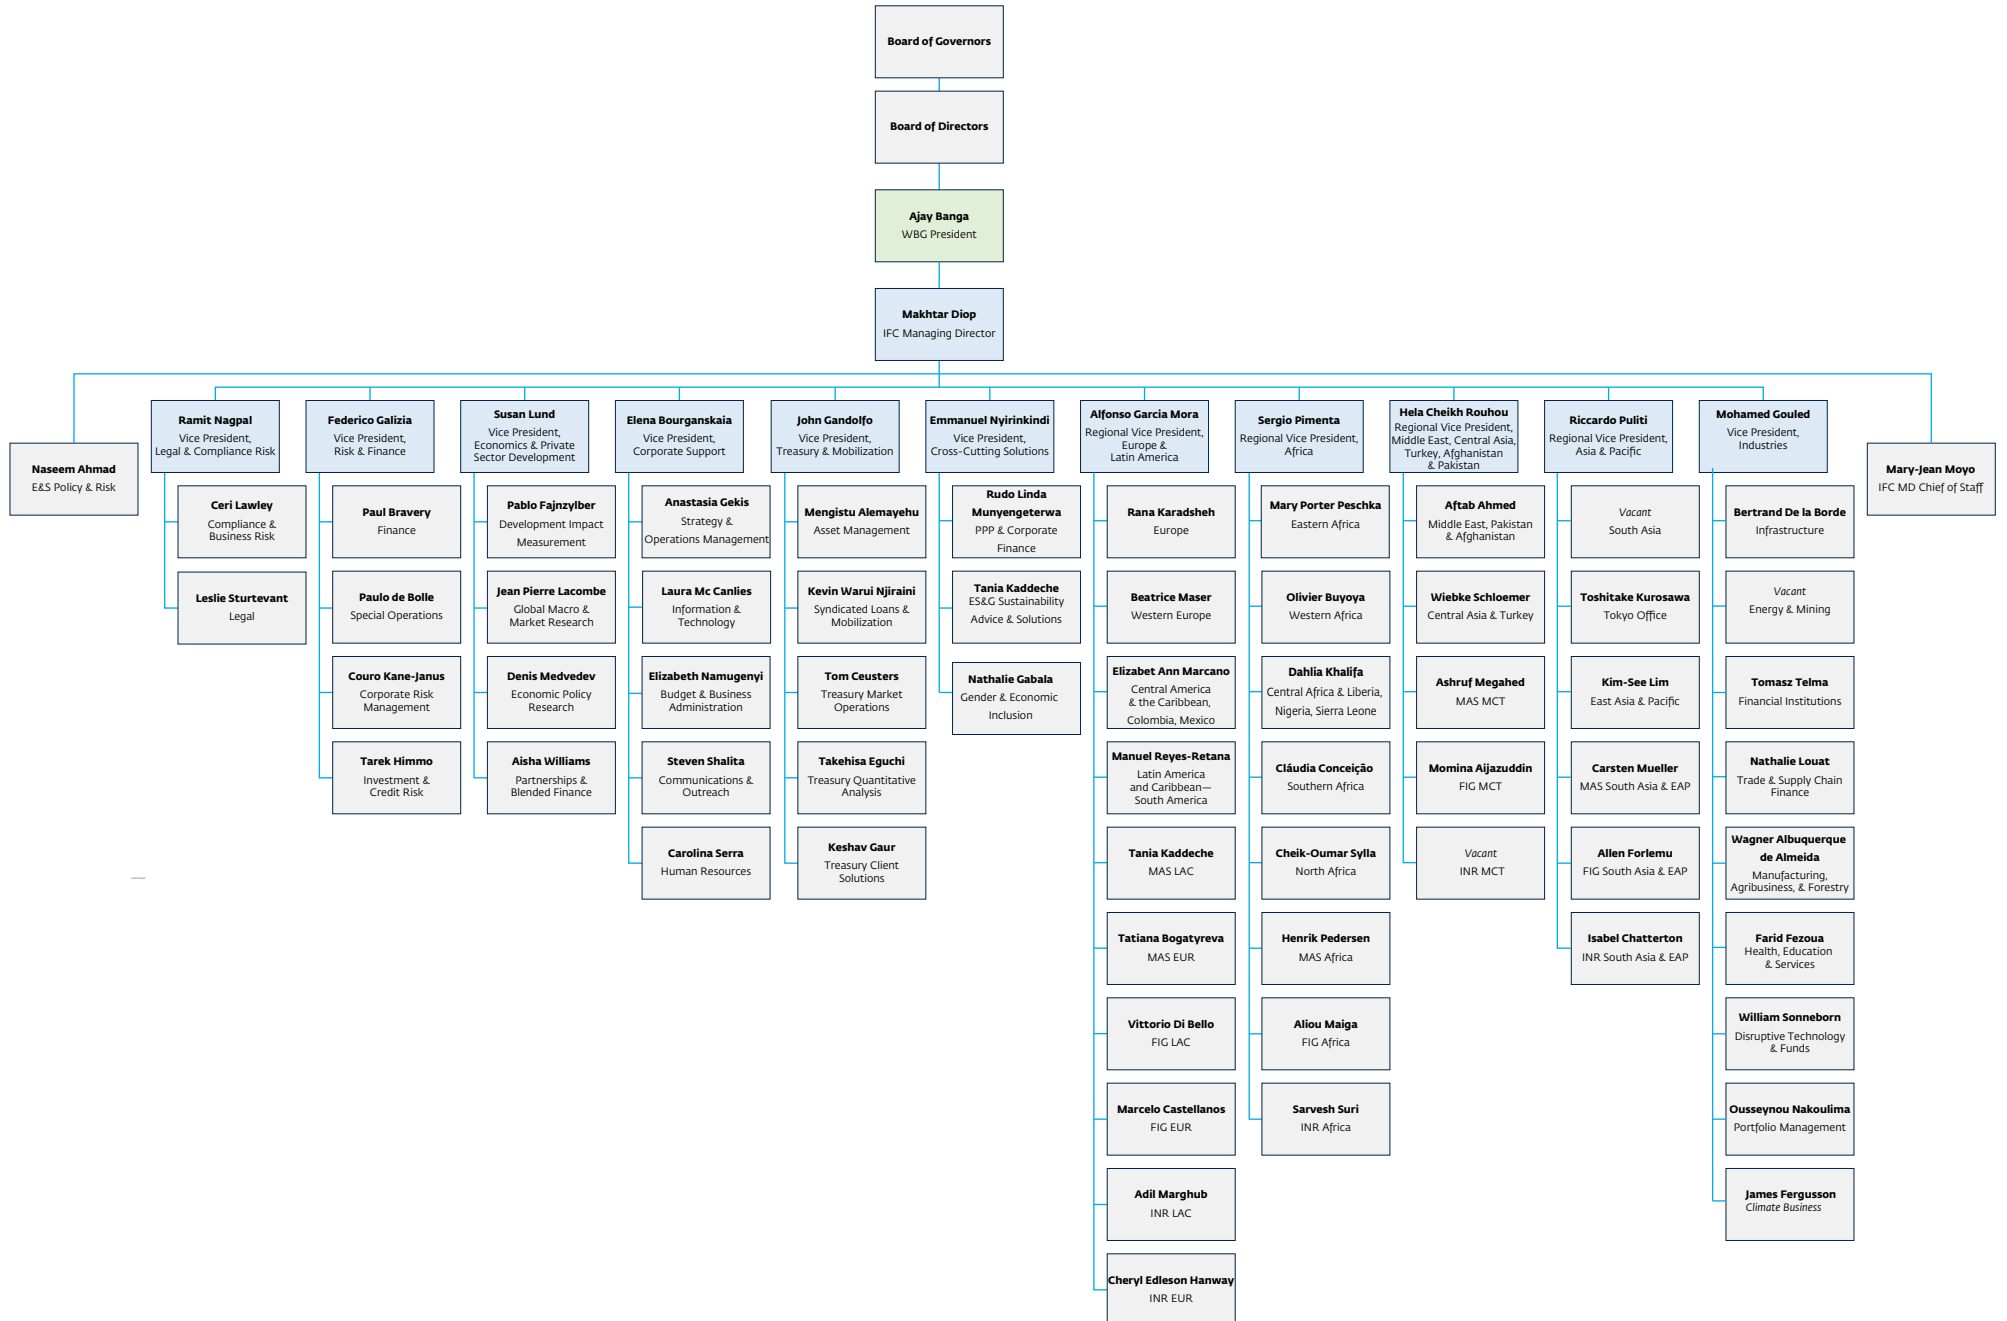 Board of Governors
Board of Directors
Ajay Banga
WBG President
Makhtar Diop
IFC Managing Director
Naseem Ahmad
E&S Policy & Risk
Ramit Nagpal
Vice President,
Legal & Compliance Risk
Ceri Lawley
Compliance &
Business Risk
Leslie Sturtevant
Legal
Federico Galizia
Vice President,
Risk & Finance
Paul Bravery
Finance
Paulo de Bolle
Special Operations
Couro Kane-Janus
Corporate Risk
Management
Tarek Himmo
Investment &
Credit Risk
Susan Lund
Vice President,
Economics & Private
Sector Development
Pablo Fajnzylber
Development Impact
Measurement
Jean Pierre Lacombe
Global Macro &
Market Research
Denis Medvedev
Economic Policy
Research
Aisha Williams
Partnerships &
Blended Finance
Elena Bourganskaia
Vice President,
Corporate Support
Anastasia Gekis
Strategy &
Operations Management
Laura Mc Canlies
Information &
Technology
Elizabeth Namugenyi
Budget & Business
Administration
Steven Shalita
Communications &
Outreach
Carolina Serra
Human Resources
John Gandolfo
Vice President,
Treasury & Mobilization
Mengistu Alemayehu
Asset Management
Kevin Warui Njiraini
Syndicated Loans &
Mobilization
Tom Ceusters
Treasury Market
Operations
Takehisa Eguchi
Treasury Quantitative
Analysis
Keshav Gaur
Treasury Client
Solutions
Emmanuel Nyirinkindi
Vice President,
Cross-Cutting Solutions
Rudo Linda
Munyengeterwa
PPP & Corporate
Finance
Tania Kaddeche
ES&G Sustainability
Advice & Solutions
Nathalie Gabala
Gender & Economic
Inclusion
Alfonso Garcia Mora
Regional Vice President,
Europe &
Latin America
Rana Karadsheh
Europe
Beatrice Maser
Western Europe
Elizabet Ann Marcano
Central America
& the Caribbean,
Colombia, Mexico
Manuel Reyes-Retana
Latin America
and Caribbean—
South America
Tania Kaddeche
MAS LAC
Tatiana Bogatyreva
MAS EUR
Vittorio Di Bello
FIG LAC
Marcelo Castellanos
FIG EUR
Adil Marghub
INR LAC
Cheryl Edleson Hanway
INR EUR
Sergio Pimenta
Regional Vice President,
Africa
Mary Porter Peschka
Eastern Africa
Olivier Buyoya
Western Africa
Dahlia Khalifa
Central Africa & Liberia,
Nigeria, Sierra Leone
Cláudia Conceição
Southern Africa
Cheik-Oumar Sylla
North Africa
Henrik Pedersen
MAS Africa
Aliou Maiga
FIG Africa
Sarvesh Suri
INR Africa
Hela Cheikh Rouhou
Regional Vice President,
Middle East, Central Asia,
Turkey, Afghanistan
& Pakistan
Aftab Ahmed
Middle East, Pakistan
& Afghanistan
Wiebke Schloemer
Central Asia & Turkey
Ashruf Megahed
MAS MCT
Momina Aijazuddin
FIG MCT
Vacant
INR MCT
Riccardo Puliti
Regional Vice President,
Asia & Pacific
Vacant
South Asia
Toshitake Kurosawa
Tokyo Office
Kim-See Lim
East Asia & Pacific
Carsten Mueller
MAS South Asia & EAP
Allen Forlemu
FIG South Asia & EAP
Isabel Chatterton
INR South Asia & EAP
Mohamed Gouled
Vice President,
Industries
Bertrand De la Borde
Infrastructure
Vacant
Energy & Mining
Tomasz Telma
Financial Institutions
Nathalie Louat
Trade & Supply Chain
Finance
Wagner Albuquerque
de Almeida
Manufacturing,
Agribusiness, & Forestry
Farid Fezoua
Health, Education
& Services
William Sonneborn
Disruptive Technology
& Funds
Ousseynou Nakoulima
Portfolio Management
James Fergusson
Climate Business
Mary-Jean Moyo
IFC MD Chief of Staff